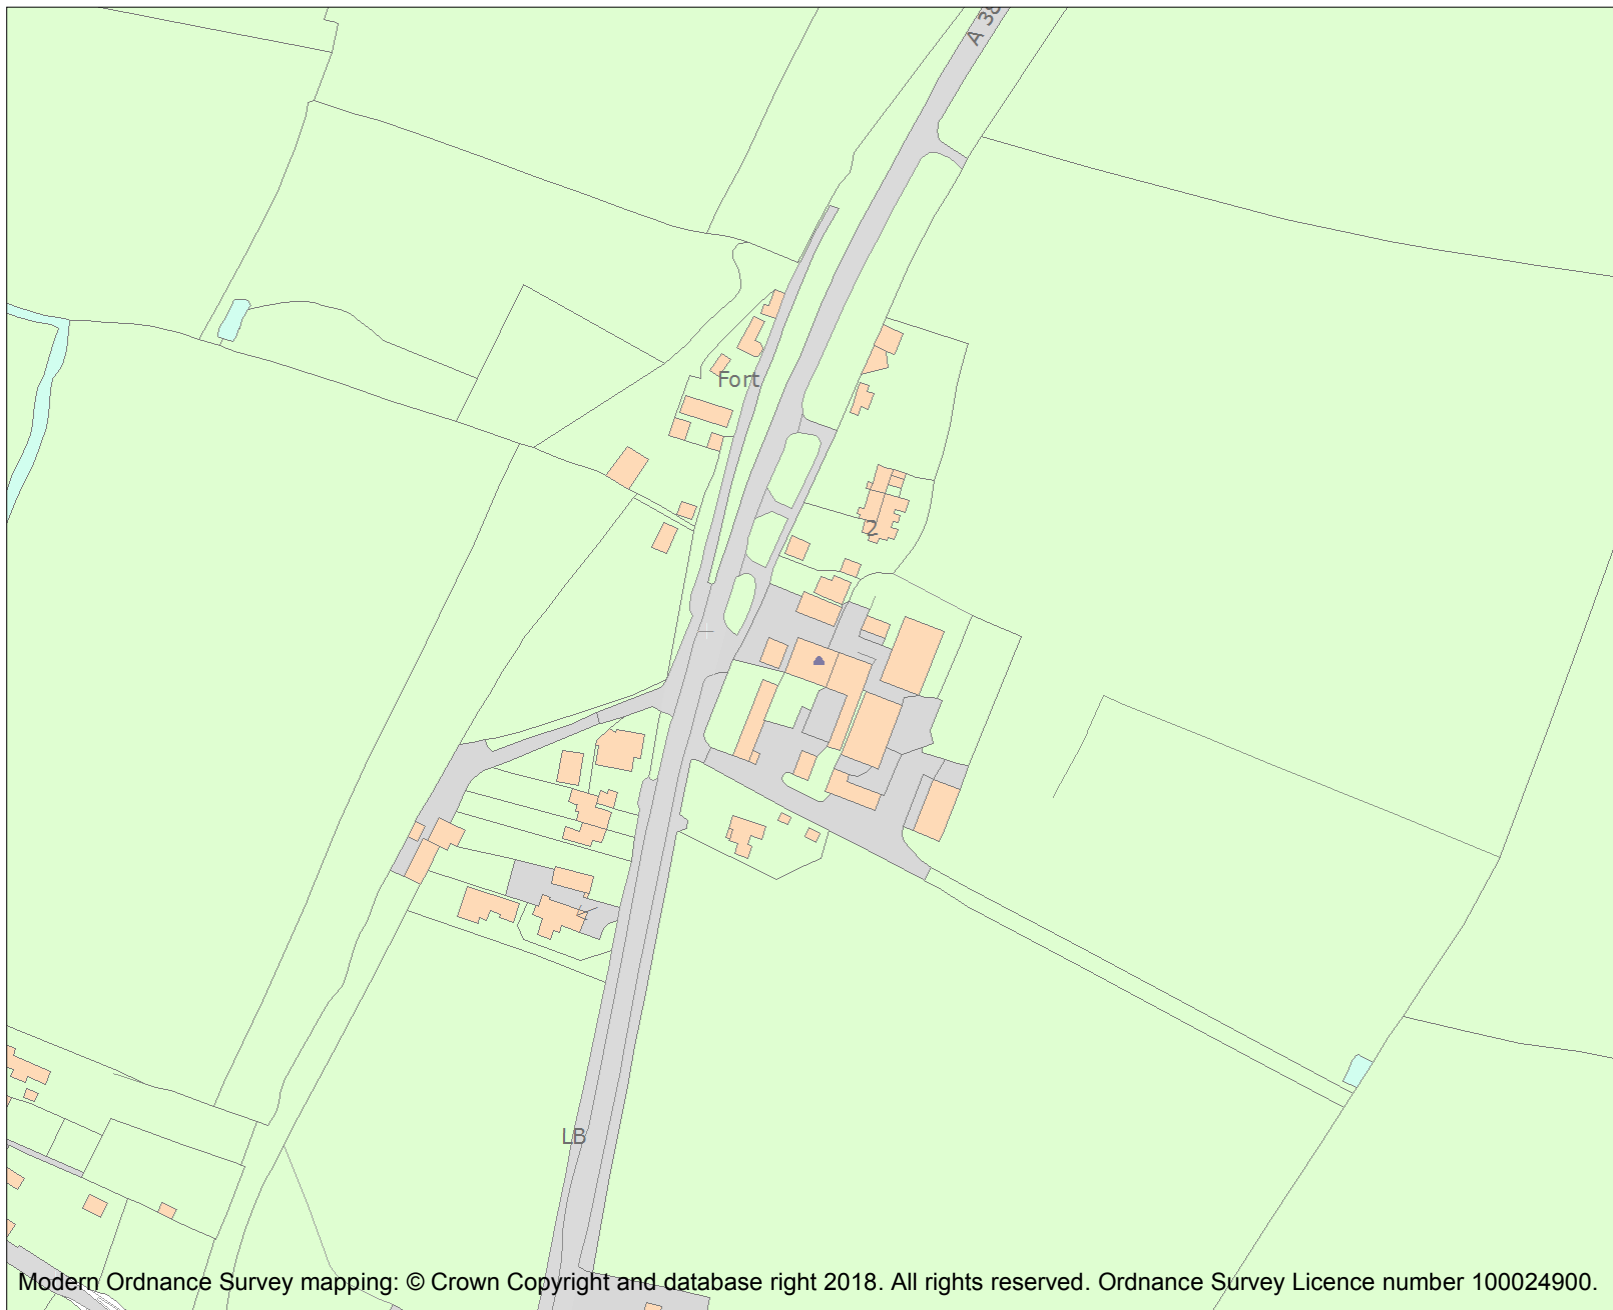 A 38
Fort
2
LB
Modern Ordnance Survey mapping: © Crown Copyright and database right 2018. All rights reserved. Ordnance Survey Licence number 100024900.